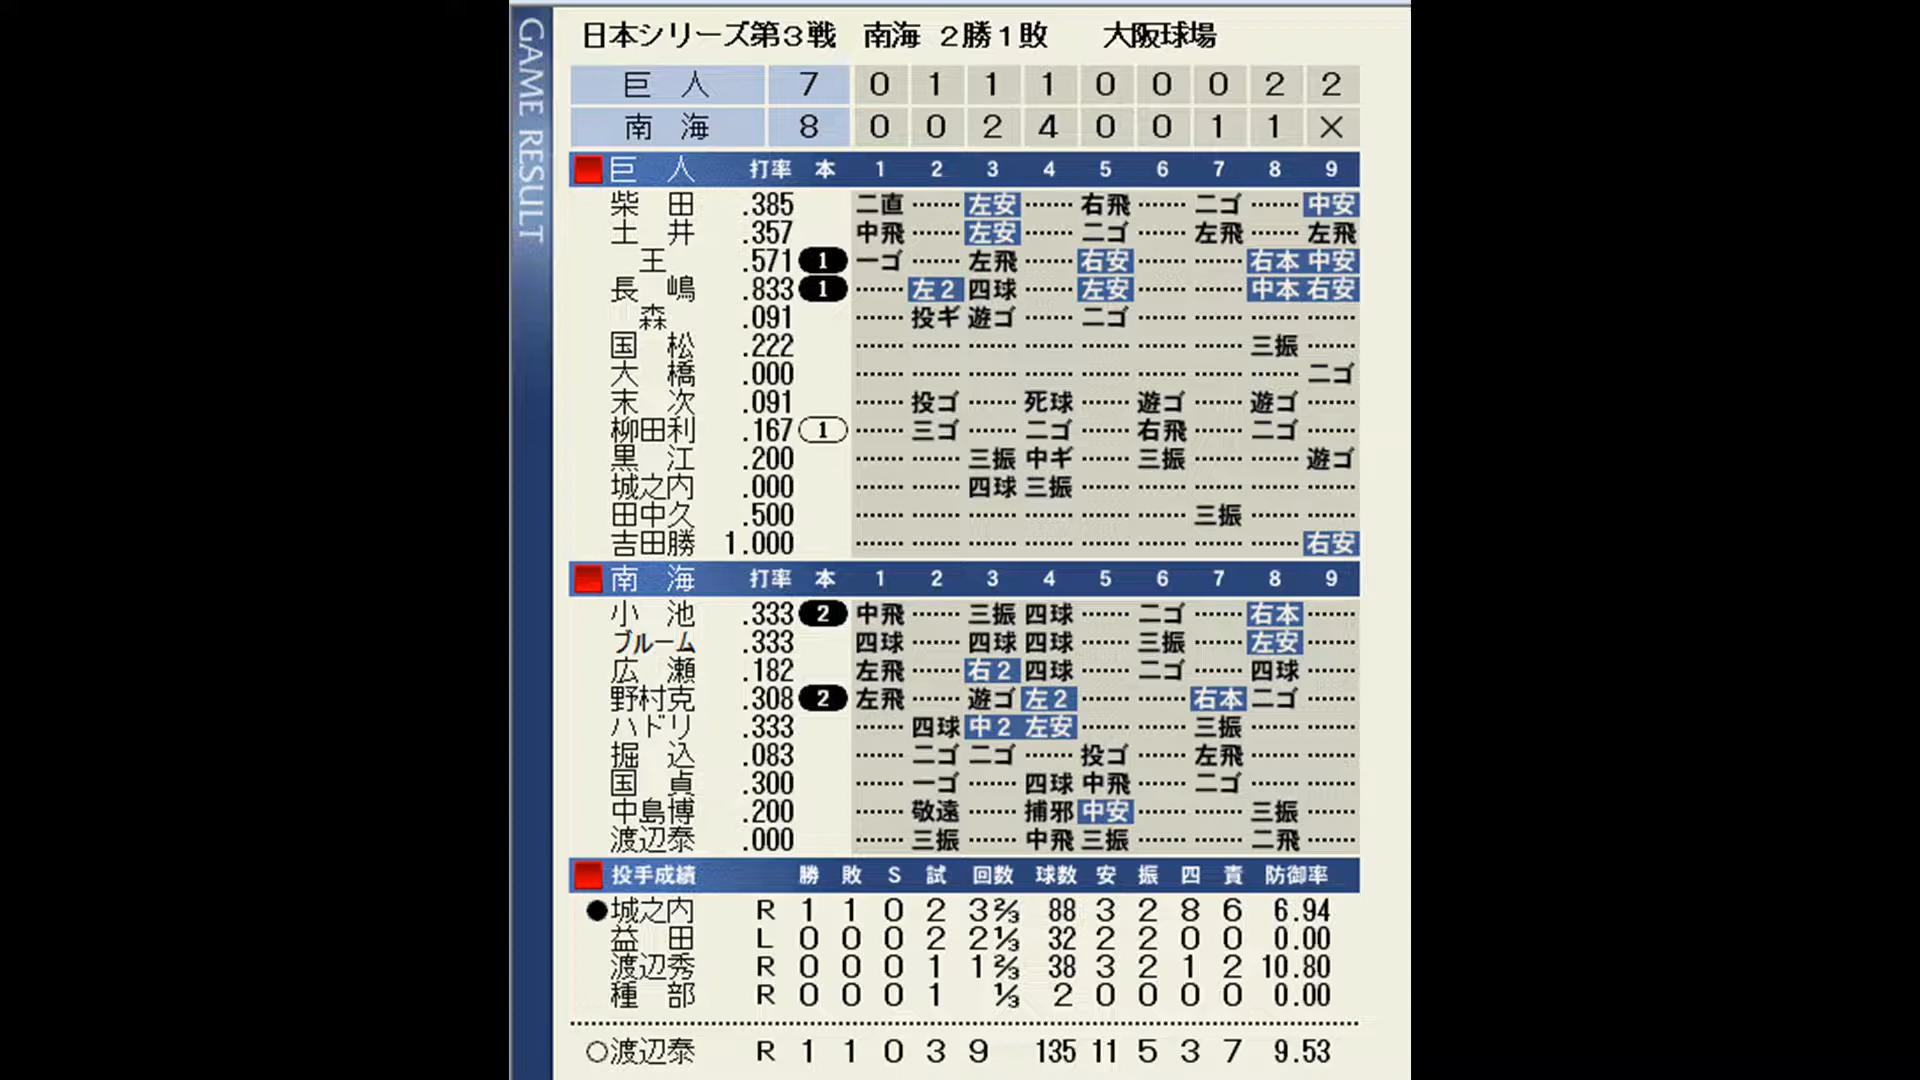 GAME RESULT
日本シリーズ第3戦 南海 2勝1敗 大阪球場
巨人 7 0 1 1 1 0 0 0 2 2
南海 8 0 0 2 4 0 0 1 1 ×
巨人 打率 本 1 2 3 4 5 6 7 8 9
柴田 .385 二直 …… 左安 …… 右飛 …… 二ゴ …… 中安
土井 .357 中飛 …… 左安 …… 二ゴ …… 左飛 …… 左飛
王 .571 1 一ゴ …… 左飛 …… 右安 …… …… 右本 中安
長嶋 .833 1 …… 左2 四球 …… 左安 …… …… 中本 右安
森 .091 …… 投ギ 遊ゴ …… 二ゴ …… …… …… ……
国松 .222 …… …… …… …… …… …… …… 三振 ……
大橋 .000 …… …… …… …… …… …… …… …… 二ゴ
末次 .091 …… 投ゴ …… 死球 …… 遊ゴ …… 遊ゴ ……
柳田利 .167 1 …… 三ゴ …… 二ゴ …… 右飛 …… 二ゴ ……
黒江 .200 …… …… 三振 中ギ …… 三振 …… …… 遊ゴ
城之内 .000 …… …… 四球 三振 …… …… …… …… ……
田中久 .500 …… …… …… …… …… …… 三振 …… ……
吉田勝 1.000 …… …… …… …… …… …… …… …… 右安
南海 打率 本 1 2 3 4 5 6 7 8 9
小池 .333 2 中飛 …… 三振 四球 …… 二ゴ …… 右本 ……
ブルーム .333 四球 …… 四球 四球 …… 三振 …… 左安 ……
広瀬 .182 左飛 …… 右2 四球 …… 二ゴ …… 四球 ……
野村克 .308 2 左飛 …… 遊ゴ 左2 …… …… 右本 二ゴ ……
ハドリ .333 …… 四球 中2 左安 …… …… 三振 …… ……
掘込 .083 …… 二ゴ 二ゴ …… 投ゴ …… 左飛 …… ……
国貞 .300 …… 一ゴ …… 四球 中飛 …… 二ゴ …… ……
中島博 .200 …… 敬遠 …… 捕邪 中安 …… …… 三振 ……
渡辺泰 .000 …… 三振 …… 中飛 三振 …… …… 二飛 ……
投手成績 勝 敗 S 試 回数 球数 安 振 四 責 防御率
●城之内 R 1 1 0 2 3⅔ 88 3 2 8 6 6.94
益田 L 0 0 0 2 2⅓ 32 2 2 0 0 0.00
渡辺秀 R 0 0 0 1 1⅔ 38 3 2 1 2 10.80
種部 R 0 0 0 1 ⅓ 2 0 0 0 0 0.00
○渡辺泰 R 1 1 0 3 9 135 11 5 3 7 9.53